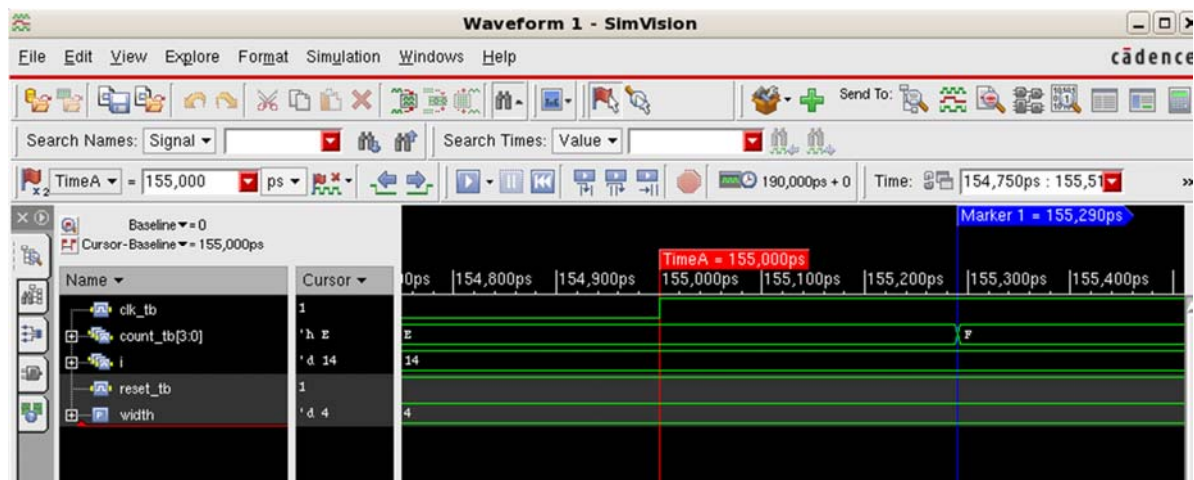 Waveform 1 - SimVision
File Edit View Explore Format Simulation Windows Help cādence
Send To:
Search Names: Signal Search Times: Value
x2 TimeA = 155,000 ps 190,000ps + 0 Time: 154,750ps : 155,51
Baseline = 0
Cursor-Baseline = 155,000ps
Marker 1 = 155,290ps
TimeA = 155,000ps
Name Cursor 0ps 154,800ps 154,900ps 155,000ps 155,100ps 155,200ps 155,300ps 155,400ps
clk_tb 1
count_tb[3:0] 'h E E F
i 'd 14 14
reset_tb 1
width 'd 4 4